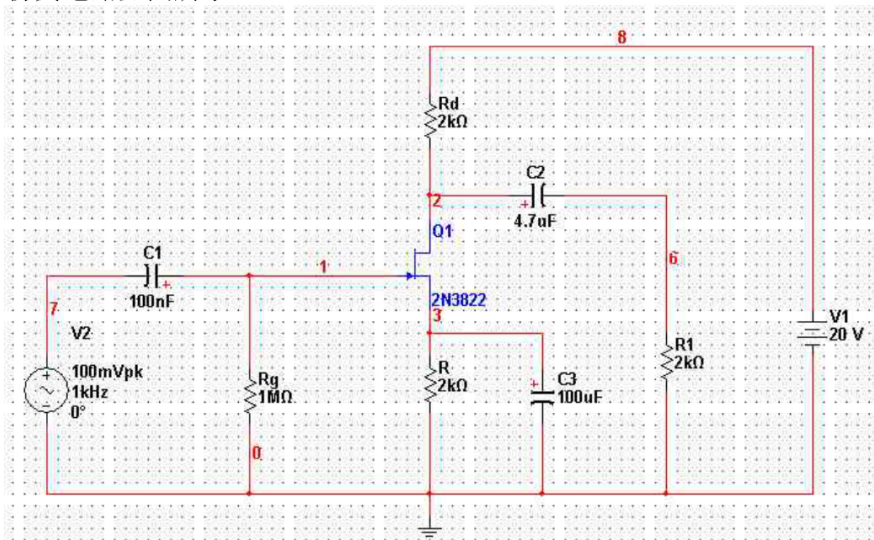 8
Rd
2kΩ
C2
+
2
4.7uF
Q1
C1
1
6
+
100nF
7
2N3822
3
V2
V1
20 V
R1
2kΩ
+
100mVpk
1kHz
0°
Rg
1MΩ
R
2kΩ
+
C3
100uF
0